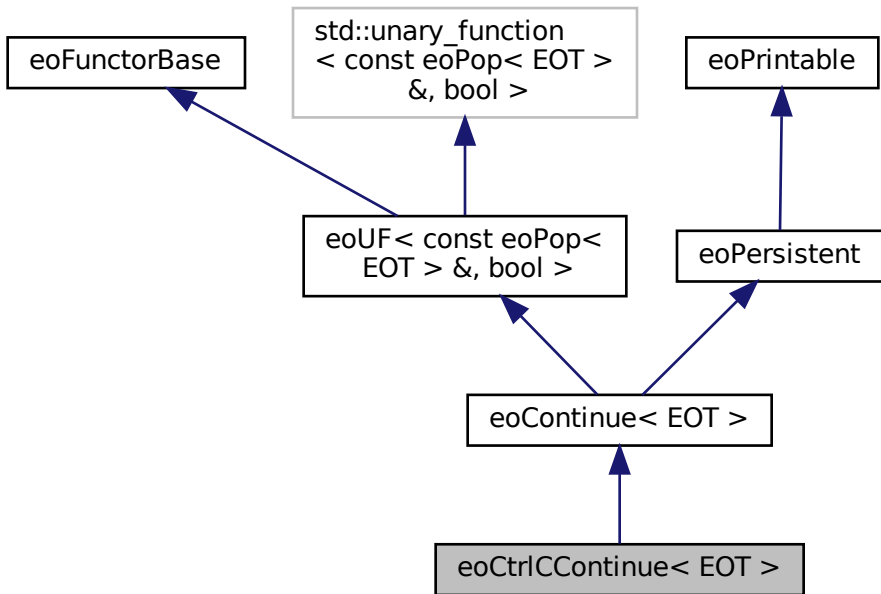 eoFunctorBase
std::unary_function
< const eoPop< EOT >
&, bool >
eoPrintable
eoUF< const eoPop<
EOT > &, bool >
eoPersistent
eoContinue< EOT >
eoCtrlCContinue< EOT >